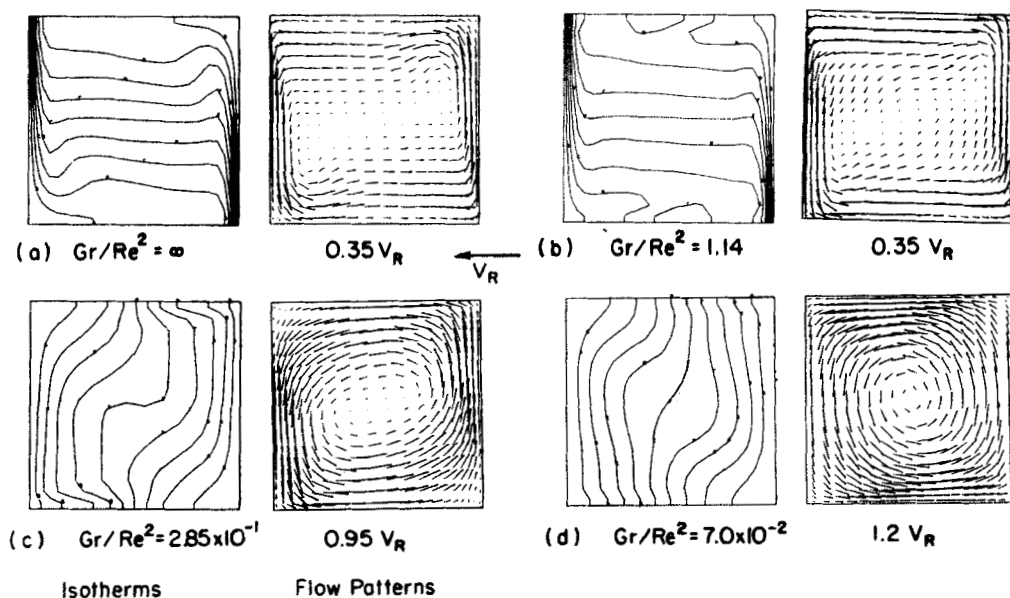 (a) Gr/Re² = ∞ 0.35 V_R
V_R
(b) Gr/Re² = 1.14 0.35 V_R
(c) Gr/Re² = 2.85x10⁻¹ 0.95 V_R
(d) Gr/Re² = 7.0x10⁻² 1.2 V_R
Isotherms Flow Patterns